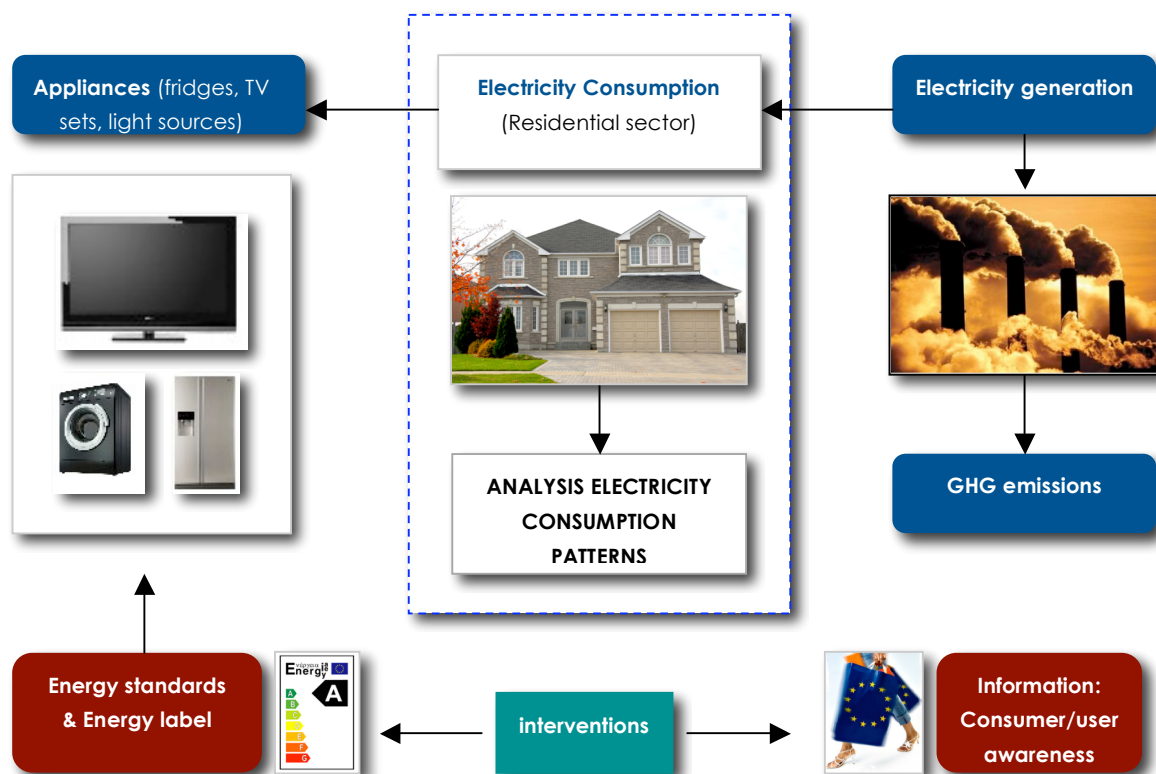 Appliances (fridges, TV
sets, light sources)
Electricity Consumption
(Residential sector)
Electricity generation
ANALYSIS ELECTRICITY
CONSUMPTION
PATTERNS
GHG emissions
Energy standards
& Energy label
Energy
A
A
B
C
D
E
F
G
interventions
Information:
Consumer/user
awareness